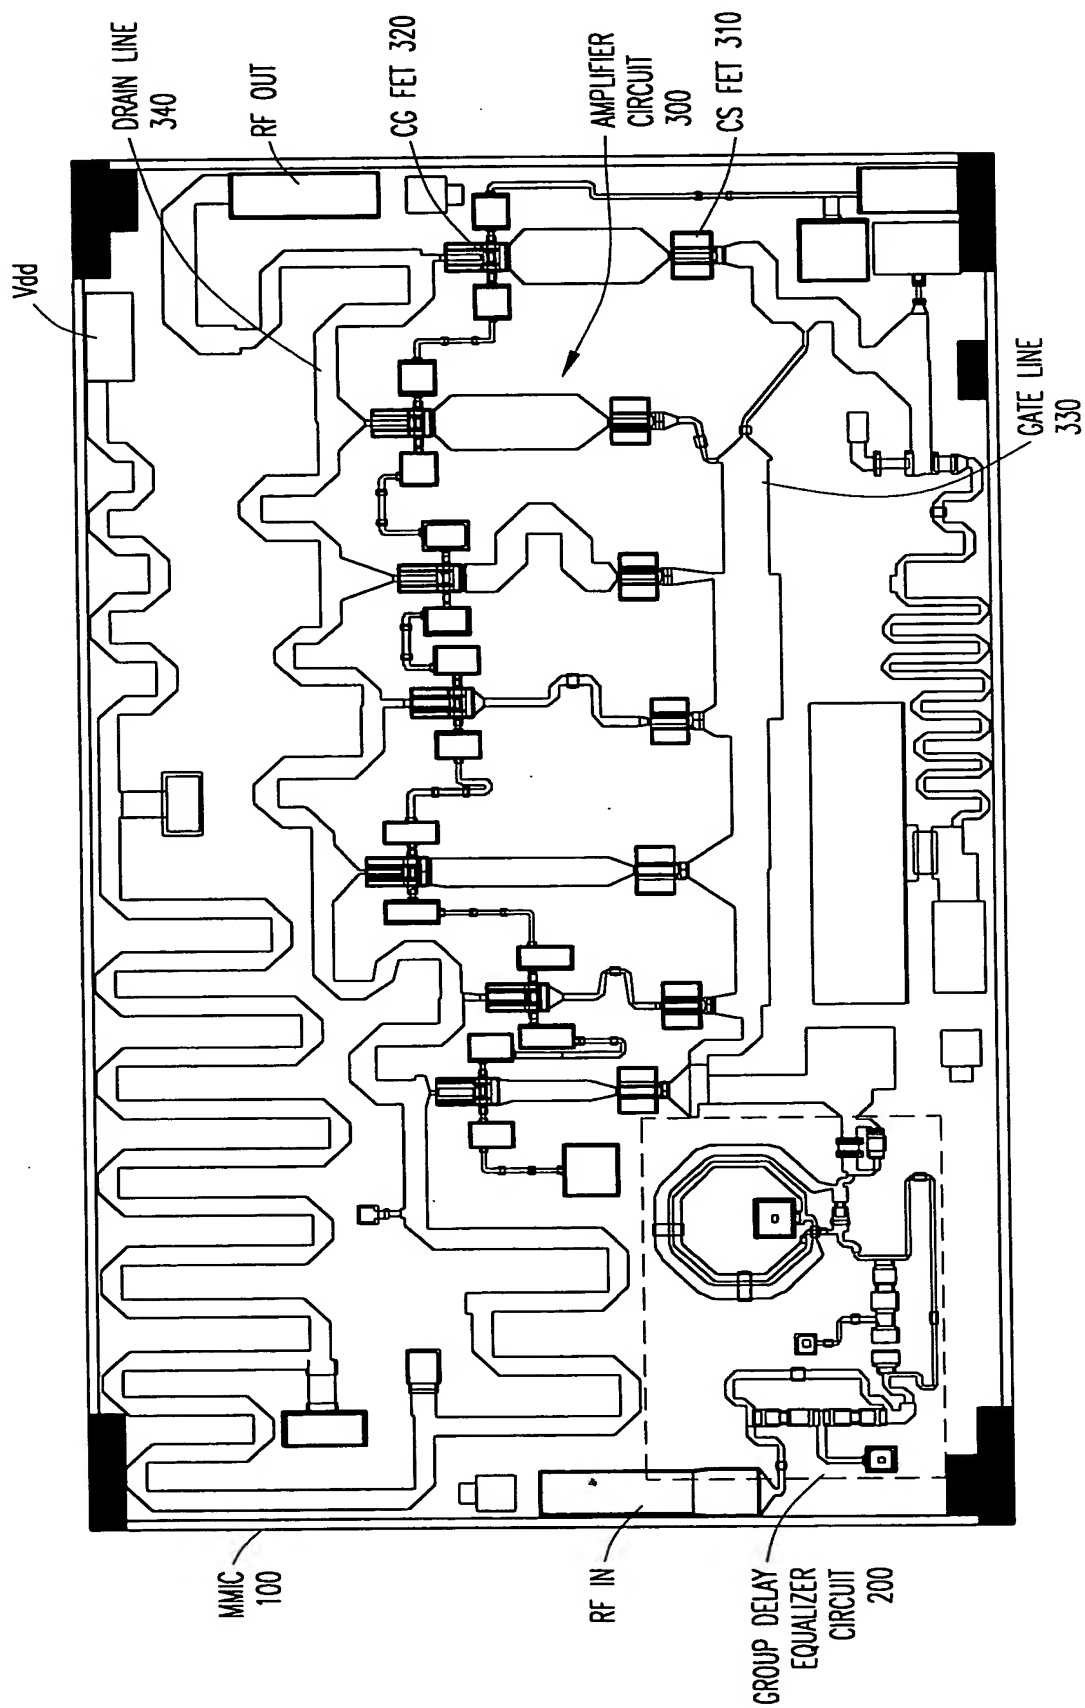 Vdd
DRAIN LINE
340
RF OUT
CG FET 320
AMPLIFIER
CIRCUIT
300
CS FET 310
GATE LINE
330
MMIC
100
RF IN
GROUP DELAY
EQUALIZER
CIRCUIT
200